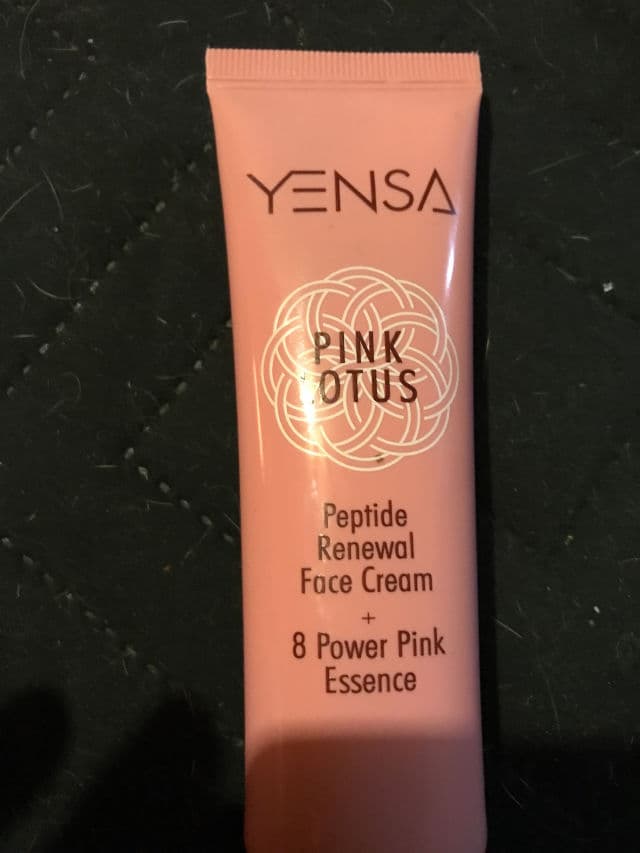 YENSA
PINK
LOTUS
Peptide
Renewal
Face Cream
+
8 Power Pink
Essence